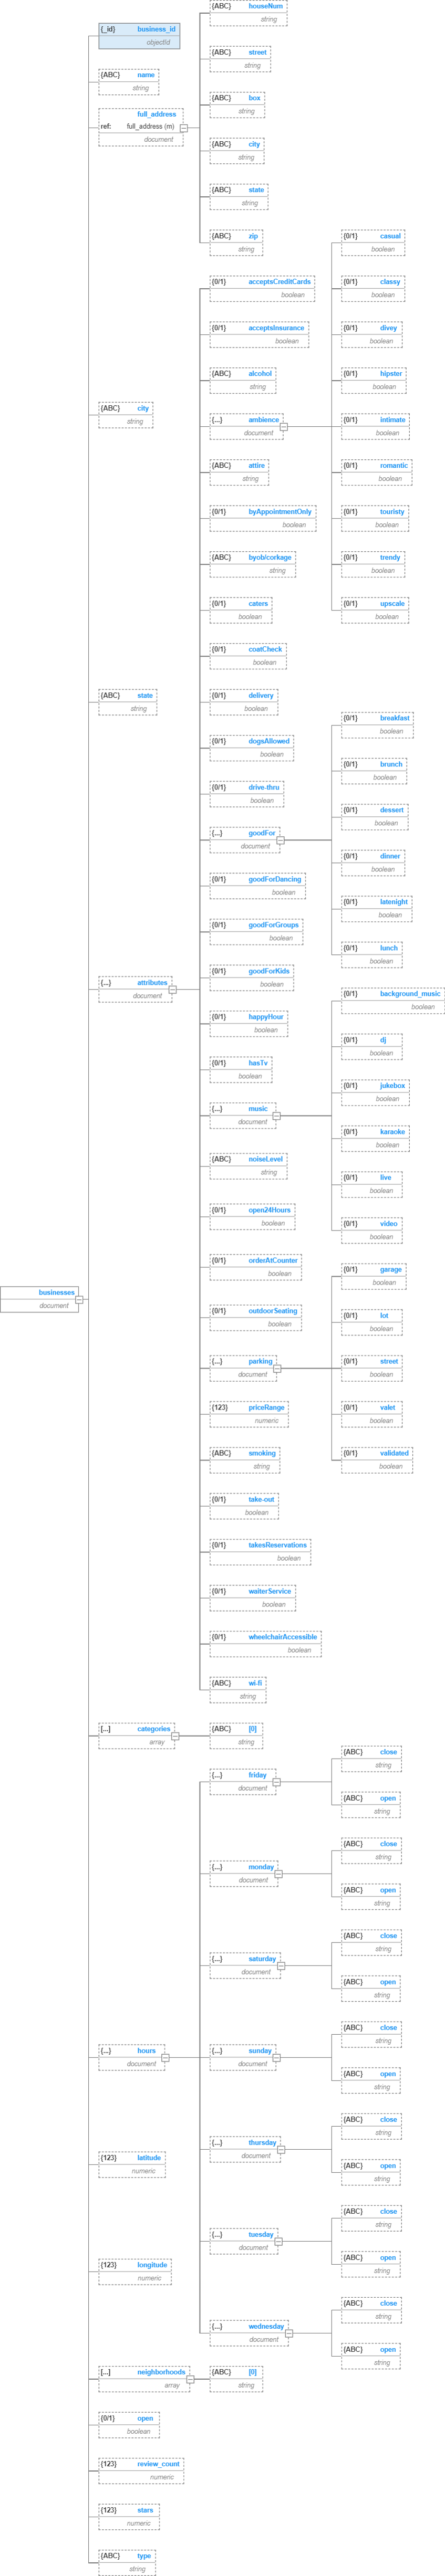 businesses
document
{_id} business_id
objectId
{ABC} name
string
full_address
ref: full_address (m)
document
{ABC} houseNum
string
{ABC} street
string
{ABC} box
string
{ABC} city
string
{ABC} state
string
{ABC} zip
string
{ABC} city
string
{ABC} state
string
{...} attributes
document
{0/1} acceptsCreditCards
boolean
{0/1} acceptsInsurance
boolean
{ABC} alcohol
string
{...} ambience
document
{0/1} casual
boolean
{0/1} classy
boolean
{0/1} divey
boolean
{0/1} hipster
boolean
{0/1} intimate
boolean
{0/1} romantic
boolean
{0/1} touristy
boolean
{0/1} trendy
boolean
{0/1} upscale
boolean
{ABC} attire
string
{0/1} byAppointmentOnly
boolean
{ABC} byob/corkage
string
{0/1} caters
boolean
{0/1} coatCheck
boolean
{0/1} delivery
boolean
{0/1} dogsAllowed
boolean
{0/1} drive-thru
boolean
{...} goodFor
document
{0/1} breakfast
boolean
{0/1} brunch
boolean
{0/1} dessert
boolean
{0/1} dinner
boolean
{0/1} latenight
boolean
{0/1} lunch
boolean
{0/1} goodForDancing
boolean
{0/1} goodForGroups
boolean
{0/1} goodForKids
boolean
{0/1} happyHour
boolean
{0/1} hasTv
boolean
{...} music
document
{0/1} background_music
boolean
{0/1} dj
boolean
{0/1} jukebox
boolean
{0/1} karaoke
boolean
{0/1} live
boolean
{0/1} video
boolean
{ABC} noiseLevel
string
{0/1} open24Hours
boolean
{0/1} orderAtCounter
boolean
{0/1} outdoorSeating
boolean
{...} parking
document
{0/1} garage
boolean
{0/1} lot
boolean
{0/1} street
boolean
{0/1} valet
boolean
{0/1} validated
boolean
{123} priceRange
numeric
{ABC} smoking
string
{0/1} take-out
boolean
{0/1} takesReservations
boolean
{0/1} waiterService
boolean
{0/1} wheelchairAccessible
boolean
{ABC} wi-fi
string
[...] categories
array
{ABC} [0]
string
{...} hours
document
{...} friday
document
{ABC} close
string
{ABC} open
string
{...} monday
document
{ABC} close
string
{ABC} open
string
{...} saturday
document
{ABC} close
string
{ABC} open
string
{...} sunday
document
{ABC} close
string
{ABC} open
string
{...} thursday
document
{ABC} close
string
{ABC} open
string
{...} tuesday
document
{ABC} close
string
{ABC} open
string
{...} wednesday
document
{ABC} close
string
{ABC} open
string
{123} latitude
numeric
{123} longitude
numeric
[...] neighborhoods
array
{ABC} [0]
string
{0/1} open
boolean
{123} review_count
numeric
{123} stars
numeric
{ABC} type
string